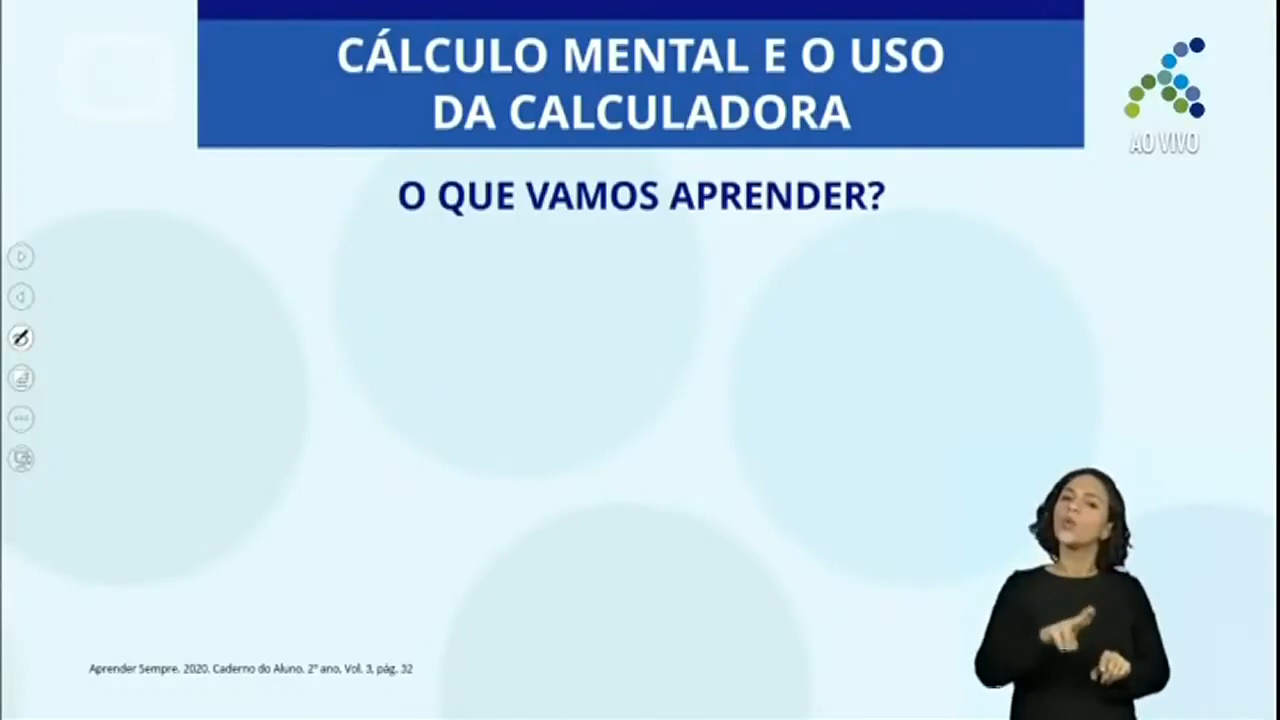 CÁLCULO MENTAL E O USO
DA CALCULADORA
AO VIVO
O QUE VAMOS APRENDER?
Aprender Sempre. 2020. Caderno do Aluno. 2º ano. Vol. 3, pág. 32